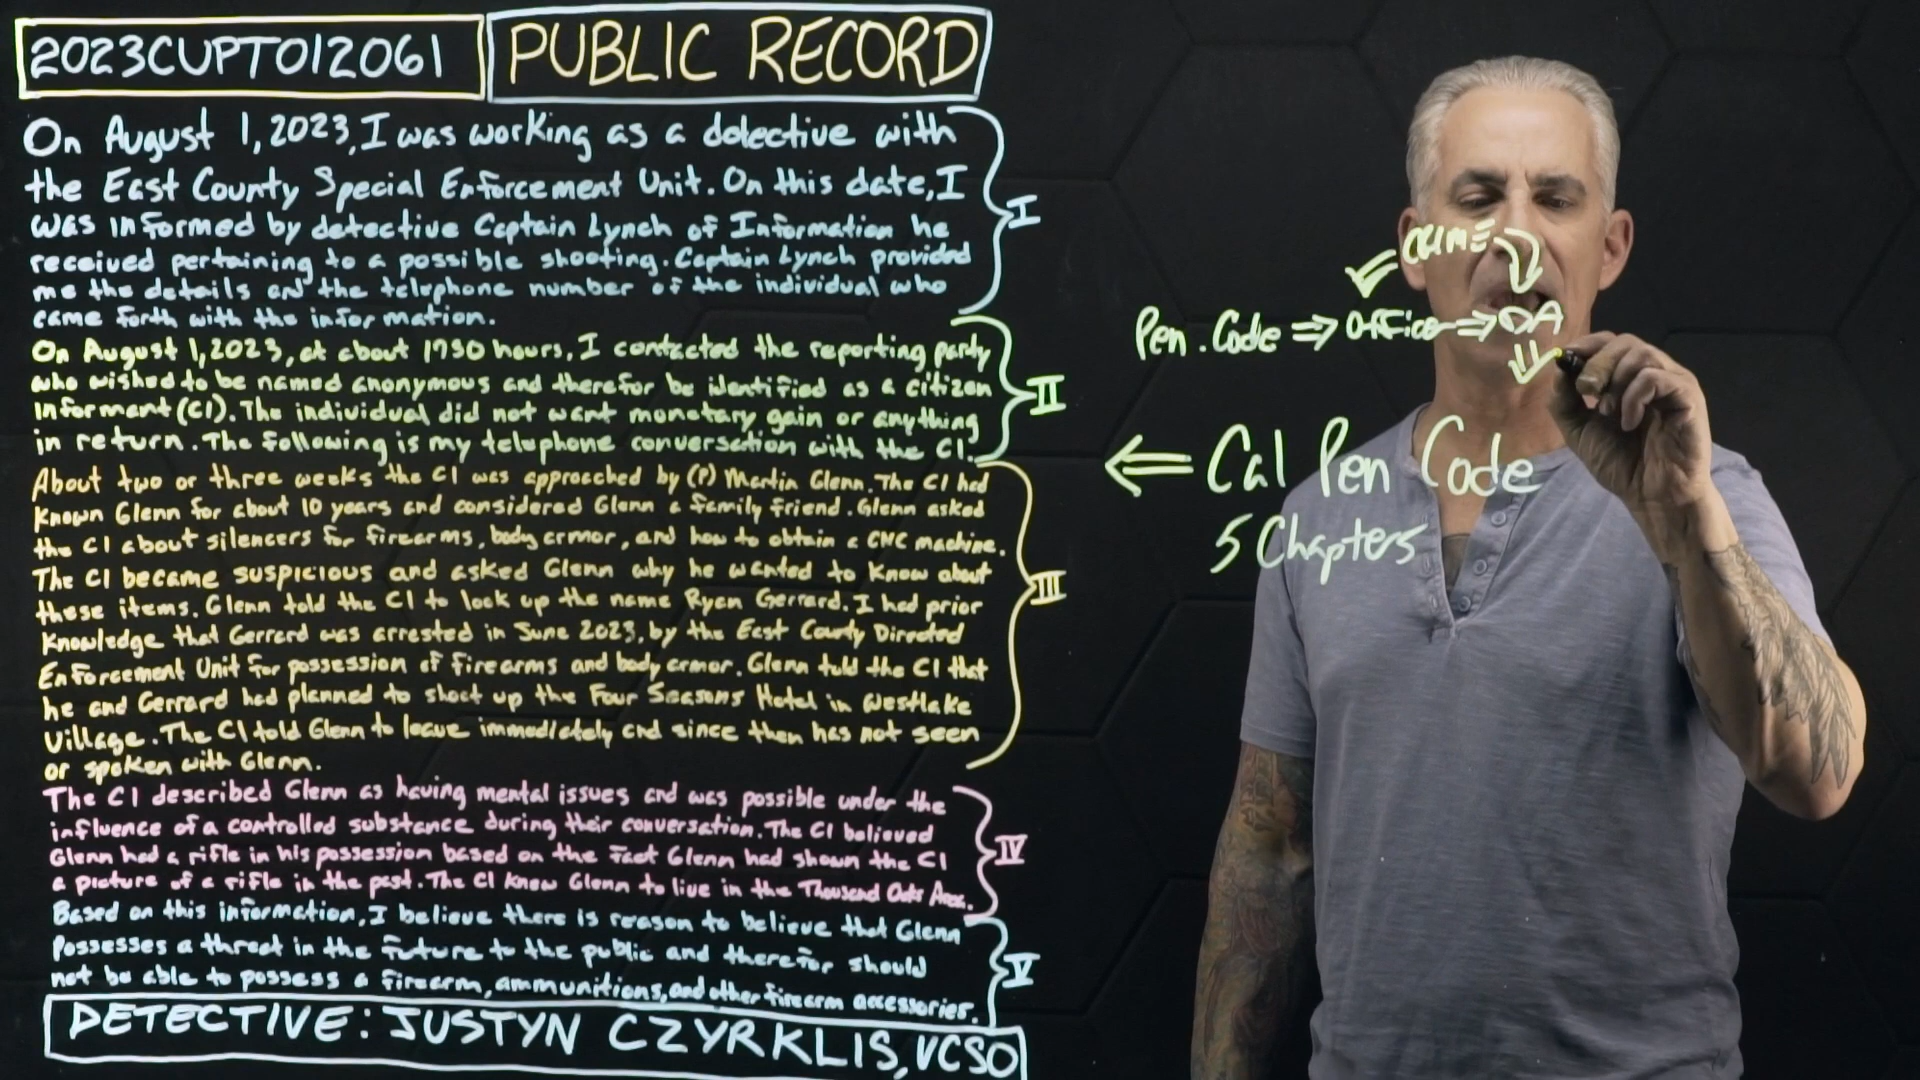 2023CUPT012061
PUBLIC RECORD
On August 1, 2023, I was working as a detective with
the East County Special Enforcement Unit. On this date, I
was informed by detective Captain Lynch of Information he
received pertaining to a possible shooting. Captain Lynch provided
me the details and the telephone number of the individual who
came forth with the information.
I
On August 1, 2023, at about 1730 hours, I contacted the reporting party
who wished to be named anonymous and therefor be identified as a citizen
informant (CI). The individual did not want monetary gain or anything
in return. The following is my telephone conversation with the CI.
II
About two or three weeks the CI was approached by (P) Martin Glenn. The CI had
Known Glenn for about 10 years and considered Glenn a family friend. Glenn asked
the CI about silencers for firearms, body armor, and how to obtain a CNC machine.
The CI became suspicious and asked Glenn why he wanted to know about
these items. Glenn told the CI to look up the name Ryan Gerrard. I had prior
Knowledge that Gerrard was arrested in June 2023, by the East County Directed
Enforcement Unit for possession of firearms and body armor. Glenn told the CI that
he and Gerrard had planned to shoot up the Four Seasons Hotel in Westlake
Village. The CI told Glenn to leave immediately and since then has not seen
or spoken with Glenn.
III
The CI described Glenn as having mental issues and was possible under the
influence of a controlled substance during their conversation. The CI believed
Glenn had a rifle in his possession based on the fact Glenn had shown the CI
a picture of a rifle in the past. The CI knew Glenn to live in the Thousand Oaks Area.
IV
Based on this information, I believe there is reason to believe that Glenn
Possesses a threat in the future to the public and therefor should
not be able to possess a firearm, ammunitions, and other firearm accessories.
V
DETECTIVE: JUSTYN CZYRKLIS, VCSO
CRIME
Pen. Code ⇒ Officer ⇒ DA
⇐ Cal Pen Code
5 Chapters